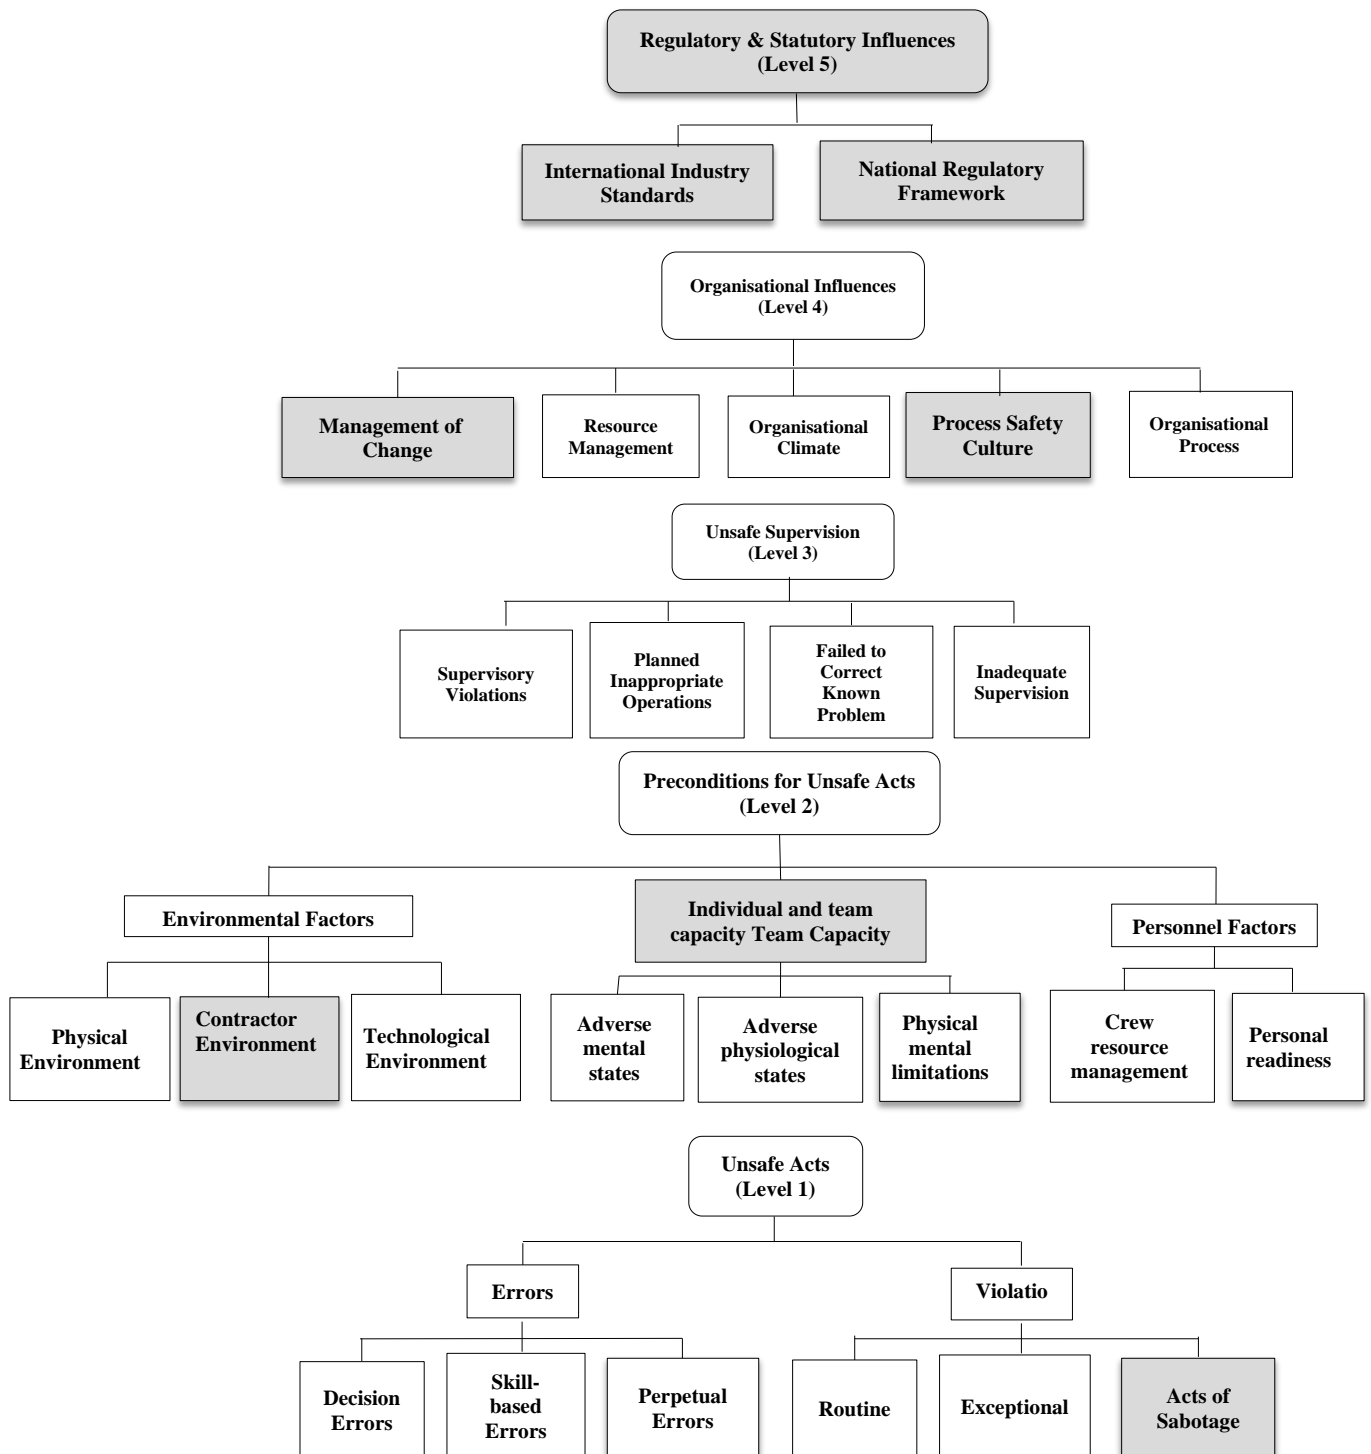 Regulatory & Statutory Influences
(Level 5)
International Industry
Standards
National Regulatory
Framework
Organisational Influences
(Level 4)
Management of
Change
Resource
Management
Organisational
Climate
Process Safety
Culture
Organisational
Process
Unsafe Supervision
(Level 3)
Supervisory
Violations
Planned
Inappropriate
Operations
Failed to
Correct
Known
Problem
Inadequate
Supervision
Preconditions for Unsafe Acts
(Level 2)
Environmental Factors
Individual and team
capacity Team Capacity
Personnel Factors
Physical
Environment
Contractor
Environment
Technological
Environment
Adverse
mental
states
Adverse
physiological
states
Physical
mental
limitations
Crew
resource
management
Personal
readiness
Unsafe Acts
(Level 1)
Errors
Violatio
Decision
Errors
Skill-
based
Errors
Perpetual
Errors
Routine
Exceptional
Acts of
Sabotage